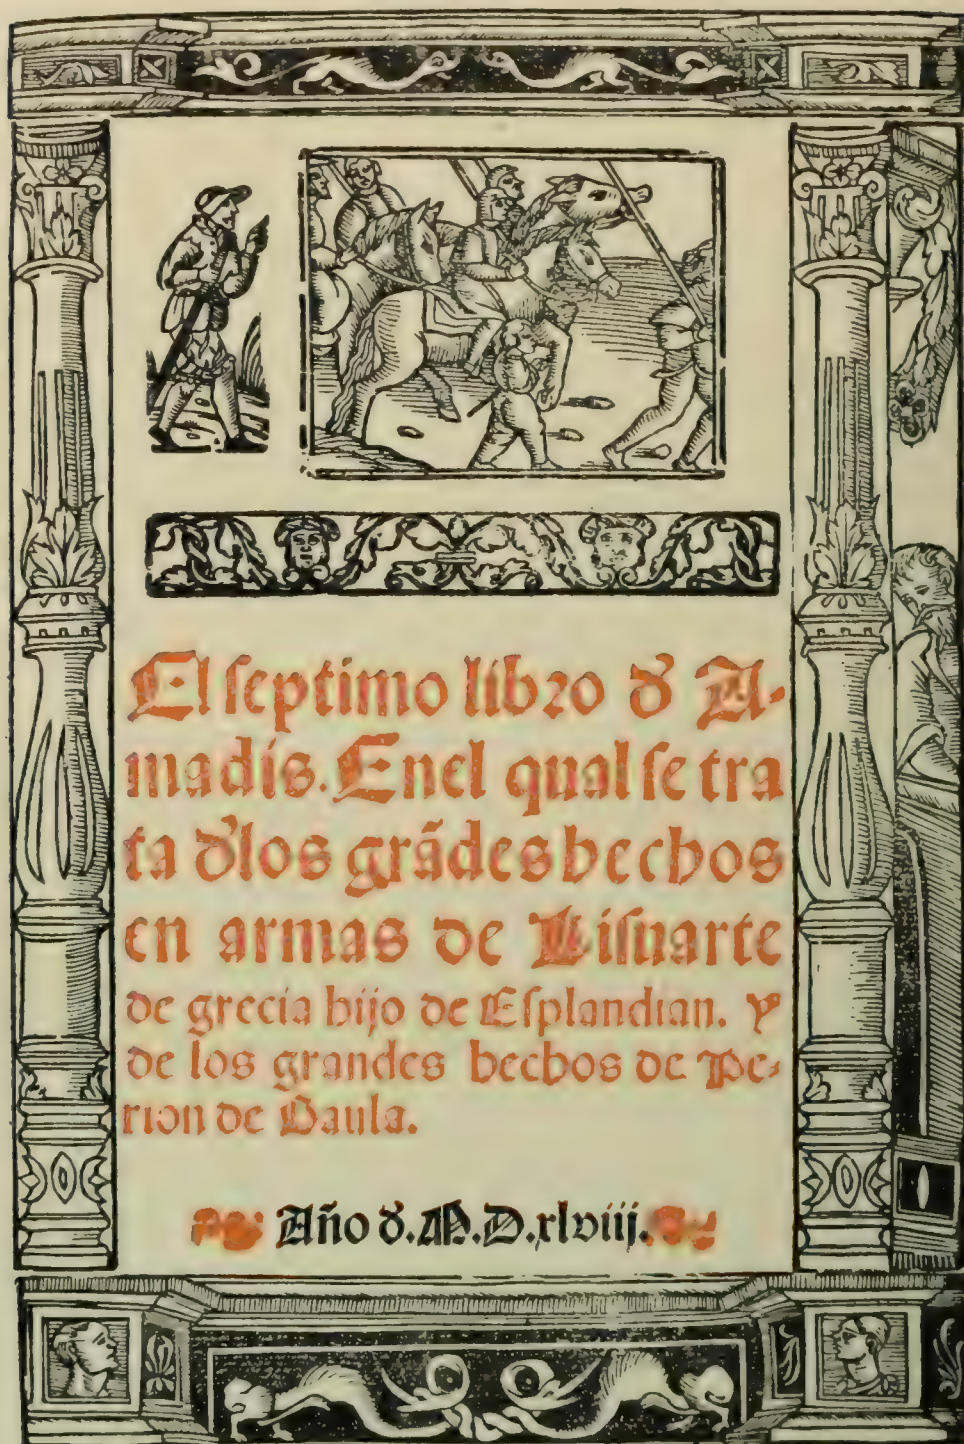 El septimo libro đ A-
madis. Enel qual se tra
ta đlos grãdes hechos
en armas de Lisuarte
de grecia hijo de Esplandian. Y
de los grandes hechos de Pe-
rion de Gaula.
Año đ. M. D. xlviij.